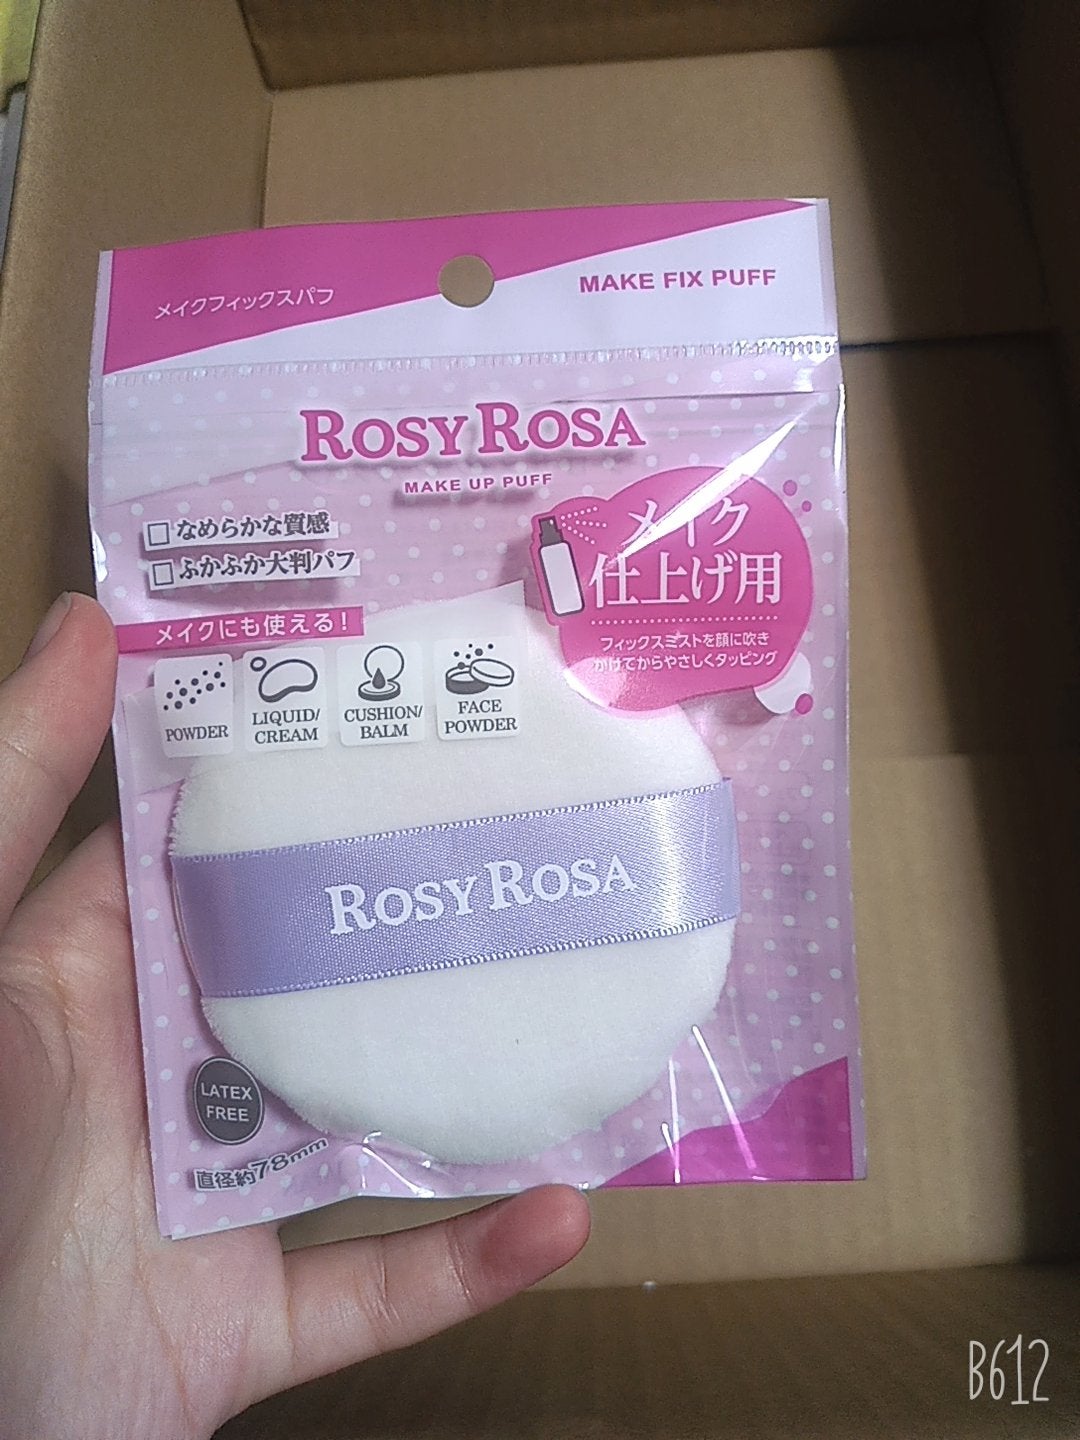 メイクフィックスパフ
MAKE FIX PUFF
ROSY ROSA
MAKE UP PUFF
□なめらかな質感
□ふかふか大判パフ
メイク
仕上げ用
フィックスミストを顔に吹き
かけてからやさしくタッピング
メイクにも使える!
POWDER
LIQUID/
CREAM
CUSHION/
BALM
FACE
POWDER
ROSY ROSA
LATEX
FREE
直径約78mm
B612